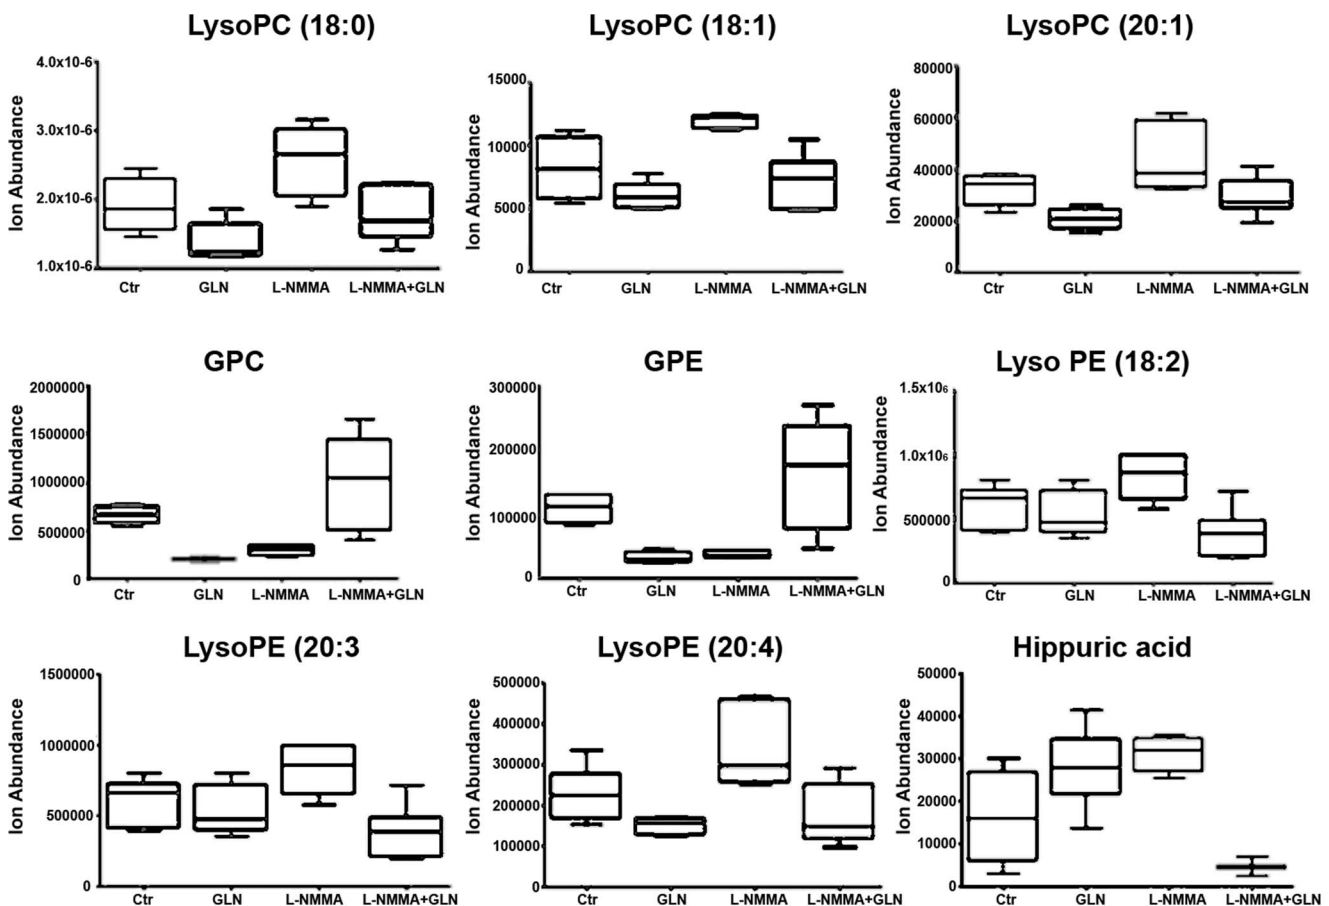 LysoPC (18:0)
Ion Abundance
4.0x10-6
3.0x10-6
2.0x10-6
1.0x10-6
Ctr GLN L-NMMA L-NMMA+GLN
LysoPC (18:1)
Ion Abundance
15000
10000
5000
0
Ctr GLN L-NMMA L-NMMA+GLN
LysoPC (20:1)
Ion Abundance
80000
60000
40000
20000
0
Ctr GLN L-NMMA L-NMMA+GLN
GPC
Ion Abundance
2000000
1500000
1000000
500000
0
Ctr GLN L-NMMA L-NMMA+GLN
GPE
Ion Abundance
300000
200000
100000
0
Ctr GLN L-NMMA L-NMMA+GLN
Lyso PE (18:2)
Ion Abundance
1.5x10₆
1.0x10₆
500000
0
Ctr GLN L-NMMA L-NMMA+GLN
LysoPE (20:3
Ion Abundance
1500000
1000000
500000
0
Ctr GLN L-NMMA L-NMMA+GLN
LysoPE (20:4)
Ion Abundance
500000
400000
300000
200000
100000
0
Ctr GLN L-NMMA L-NMMA+GLN
Hippuric acid
Ion Abundance
50000
40000
30000
20000
10000
0
Ctr GLN L-NMMA L-NMMA+GLN